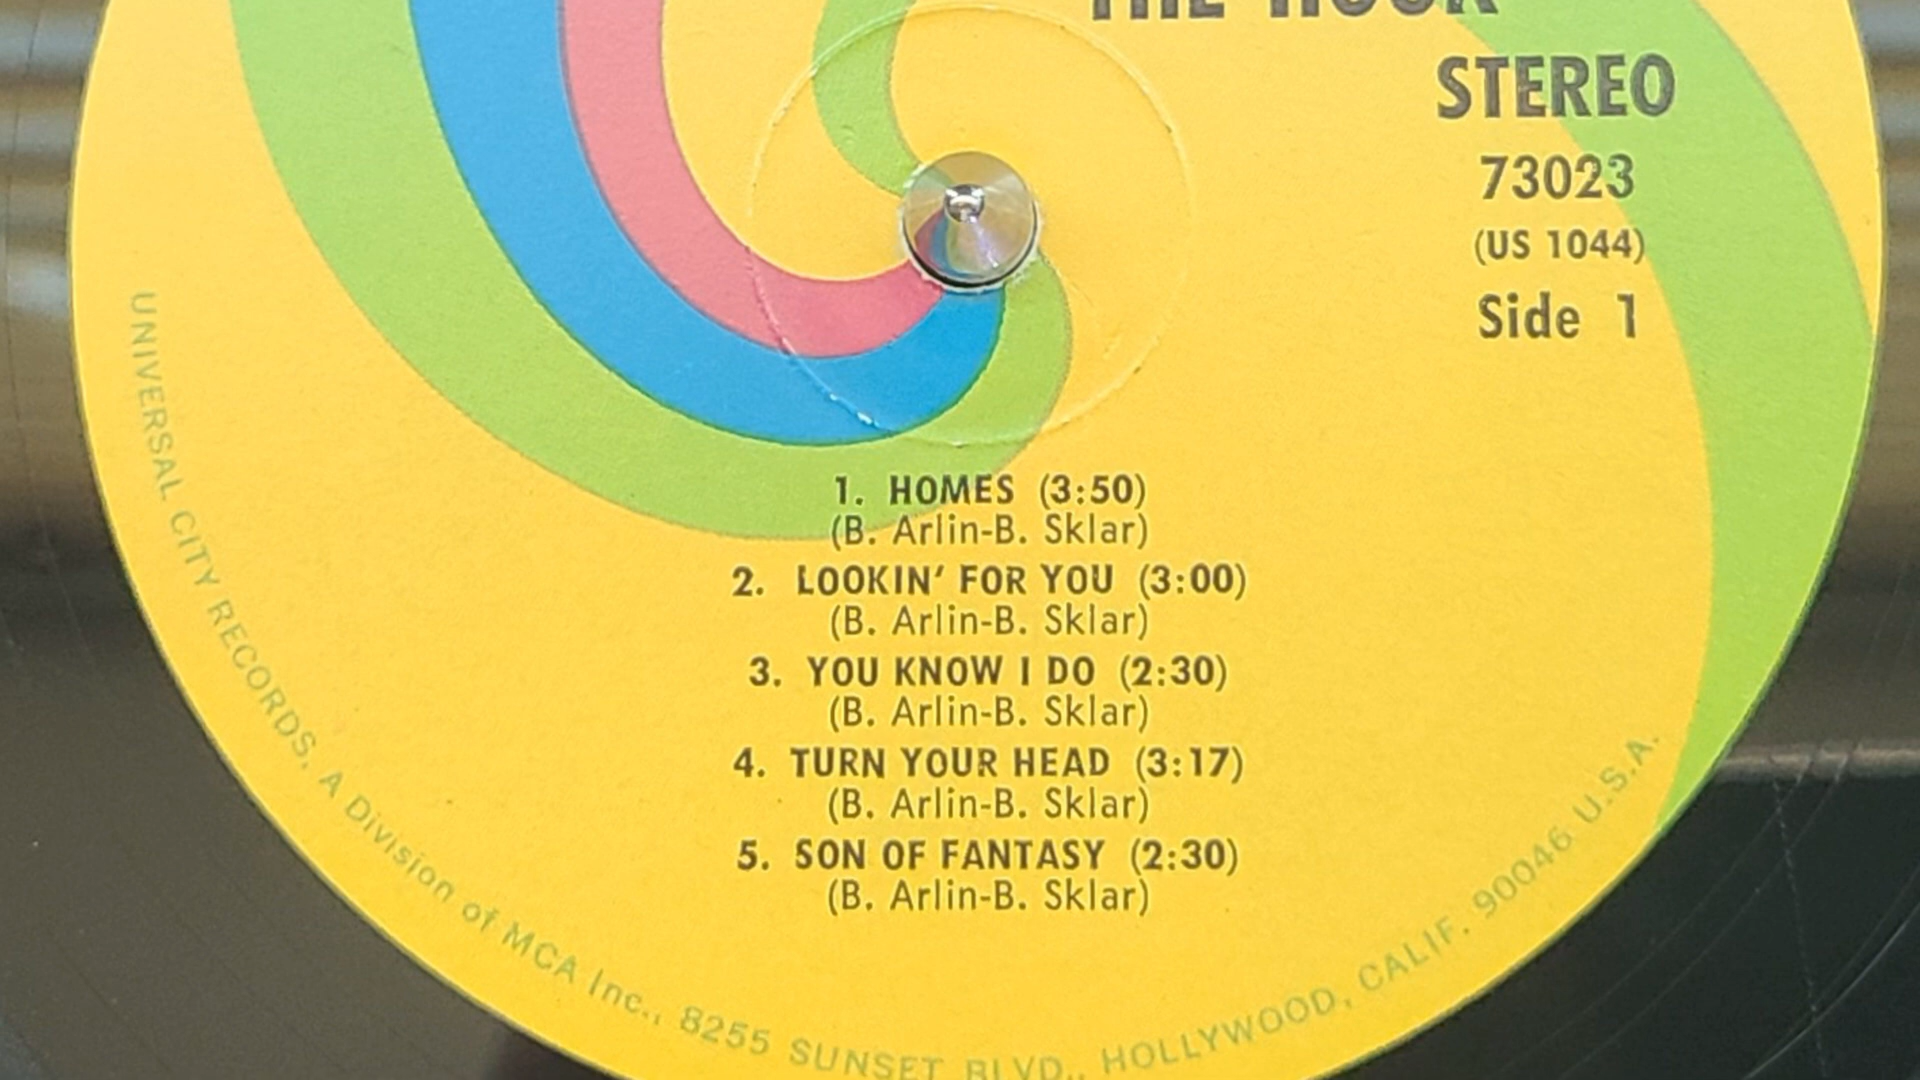 THE HOOK
STEREO
73023
(US 1044)
Side 1
1. HOMES (3:50)
(B. Arlin-B. Sklar)
2. LOOKIN' FOR YOU (3:00)
(B. Arlin-B. Sklar)
3. YOU KNOW I DO (2:30)
(B. Arlin-B. Sklar)
4. TURN YOUR HEAD (3:17)
(B. Arlin-B. Sklar)
5. SON OF FANTASY (2:30)
(B. Arlin-B. Sklar)
UNIVERSAL CITY RECORDS, A Division of MCA Inc., 8255 SUNSET BLVD., HOLLYWOOD, CALIF. 90046 U.S.A.